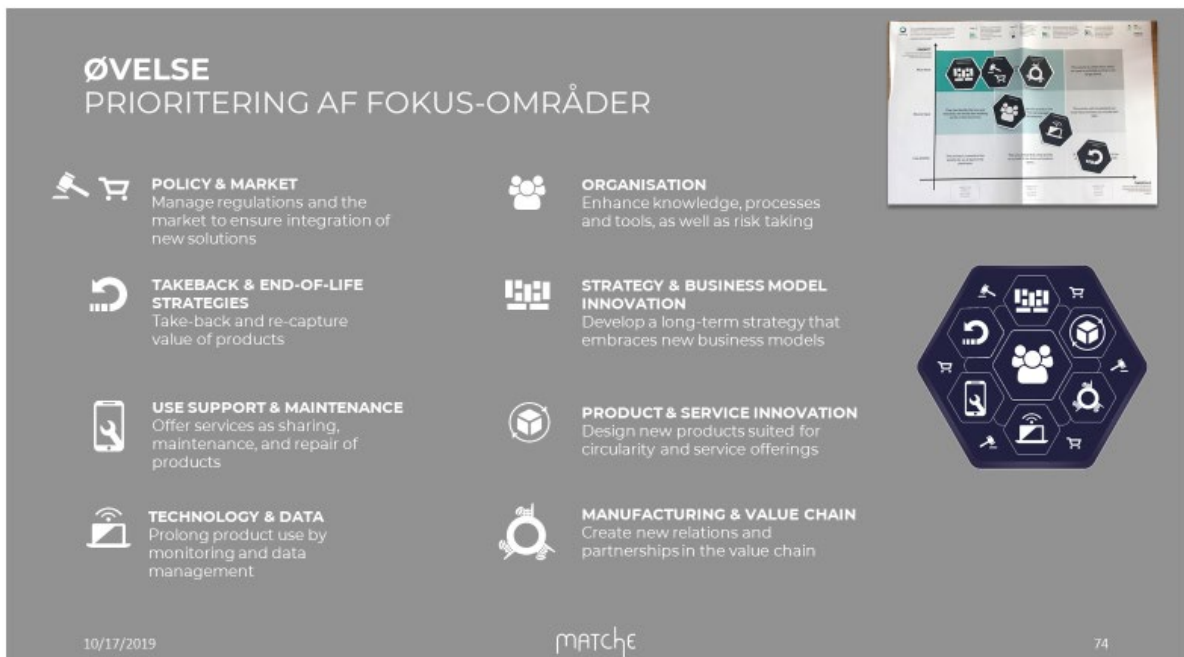 ØVELSE
PRIORITERING AF FOKUS-OMRÅDER
POLICY & MARKET
Manage regulations and the
market to ensure integration of
new solutions
TAKEBACK & END-OF-LIFE
STRATEGIES
Take-back and re-capture
value of products
USE SUPPORT & MAINTENANCE
Offer services as sharing,
maintenance, and repair of
products
TECHNOLOGY & DATA
Prolong product use by
monitoring and data
management
ORGANISATION
Enhance knowledge, processes
and tools, as well as risk taking
STRATEGY & BUSINESS MODEL
INNOVATION
Develop a long-term strategy that
embraces new business models
PRODUCT & SERVICE INNOVATION
Design new products suited for
circularity and service offerings
MANUFACTURING & VALUE CHAIN
Create new relations and
partnerships in the value chain
10/17/2019
MATChE
74